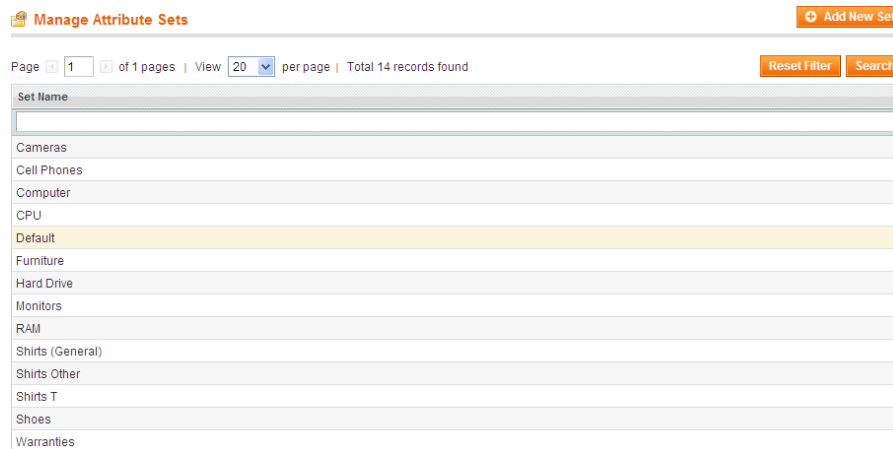 Manage Attribute Sets
Add New Set
Page 1 of 1 pages | View 20 per page | Total 14 records found
Reset Filter Search
Set Name
Cameras
Cell Phones
Computer
CPU
Default
Furniture
Hard Drive
Monitors
RAM
Shirts (General)
Shirts Other
Shirts T
Shoes
Warranties